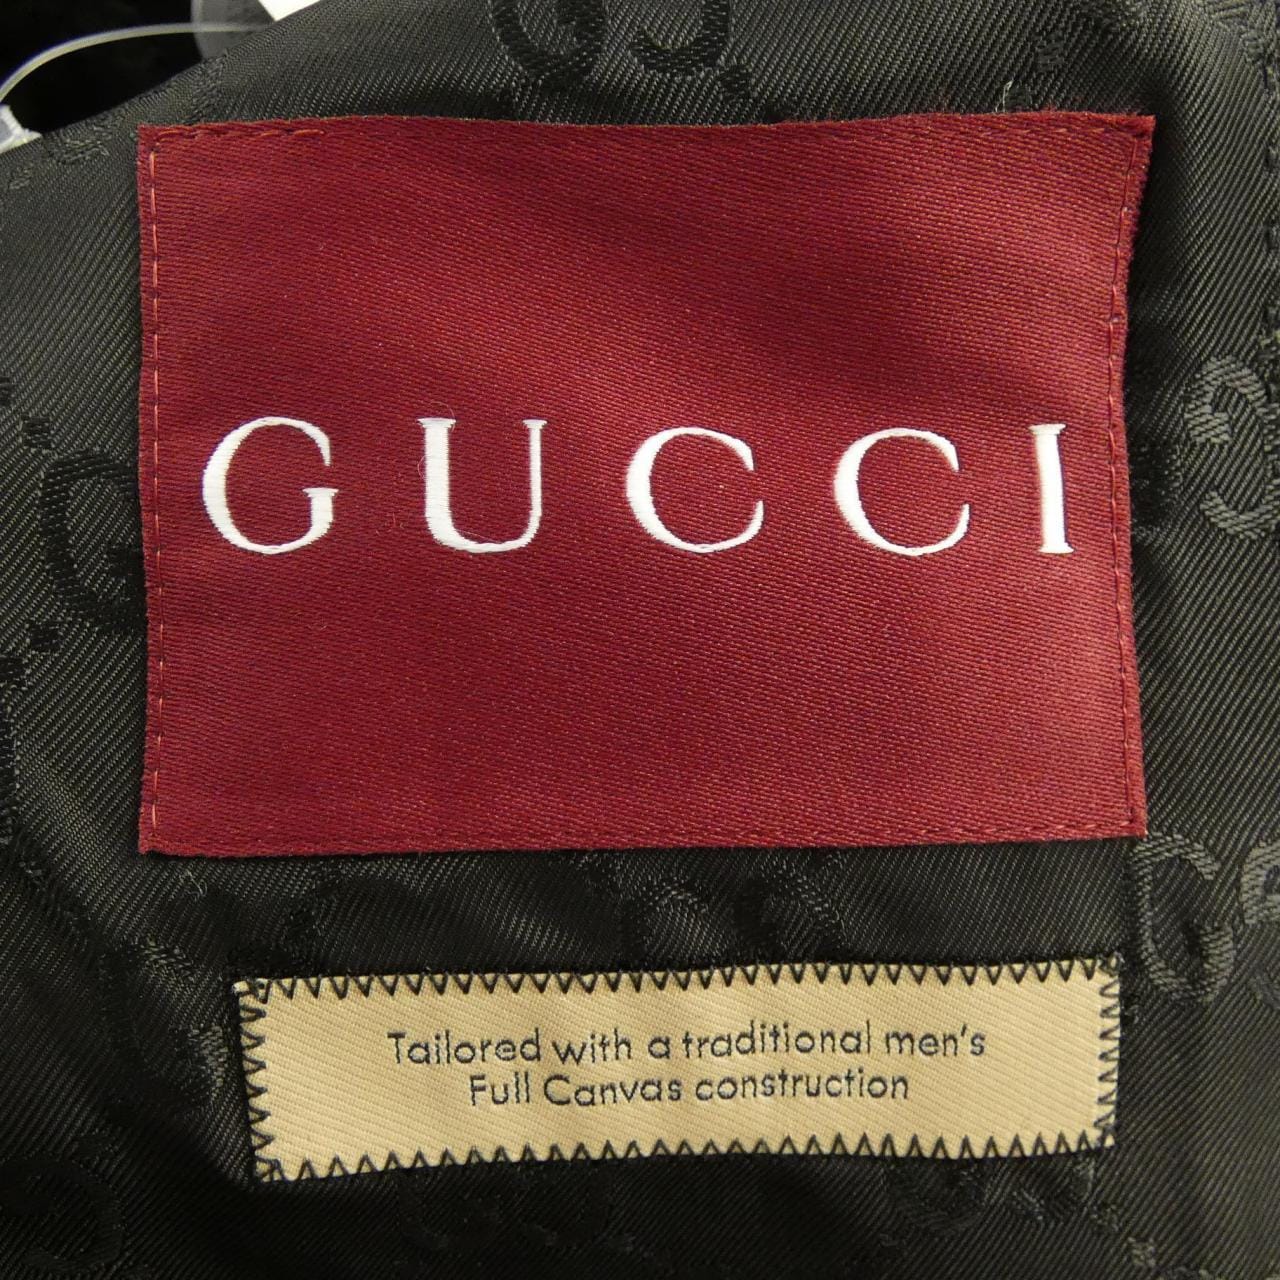 GUCCI
Tailored with a traditional men's
Full Canvas construction